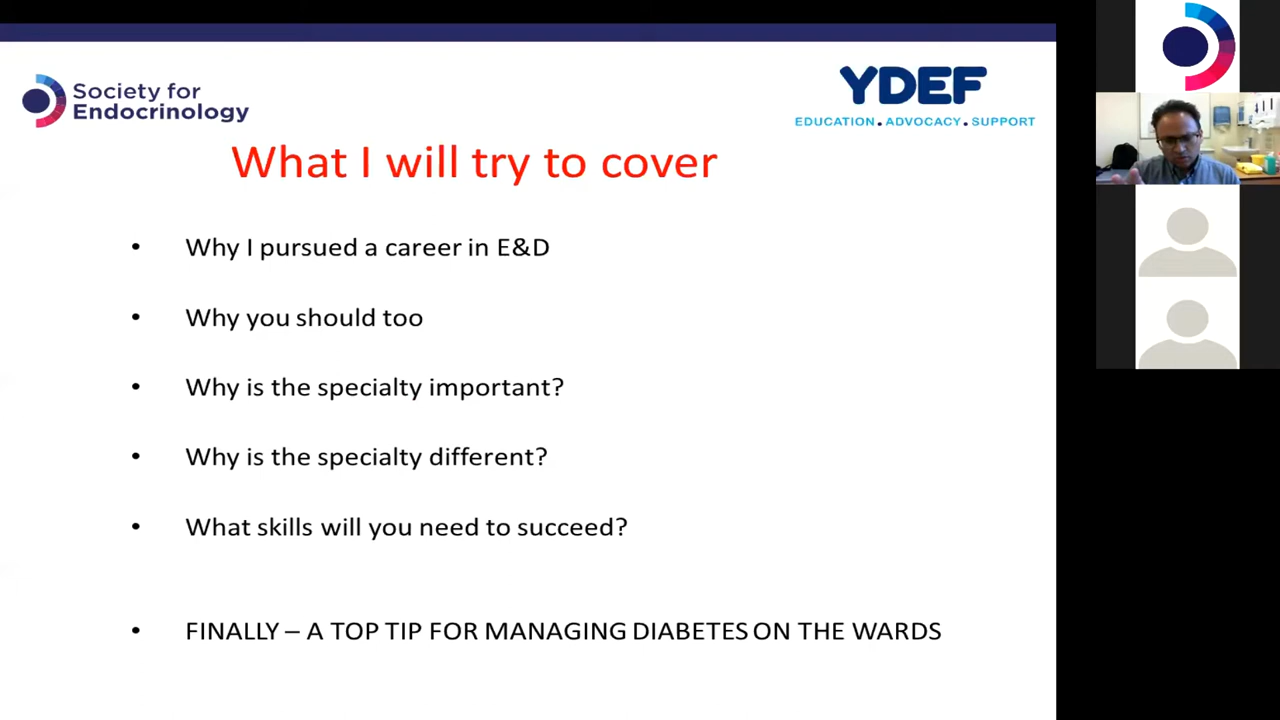 Society for
Endocrinology
YDEF
EDUCATION.ADVOCACY.SUPPORT
What I will try to cover
• Why I pursued a career in E&D
• Why you should too
• Why is the specialty important?
• Why is the specialty different?
• What skills will you need to succeed?
• FINALLY – A TOP TIP FOR MANAGING DIABETES ON THE WARDS